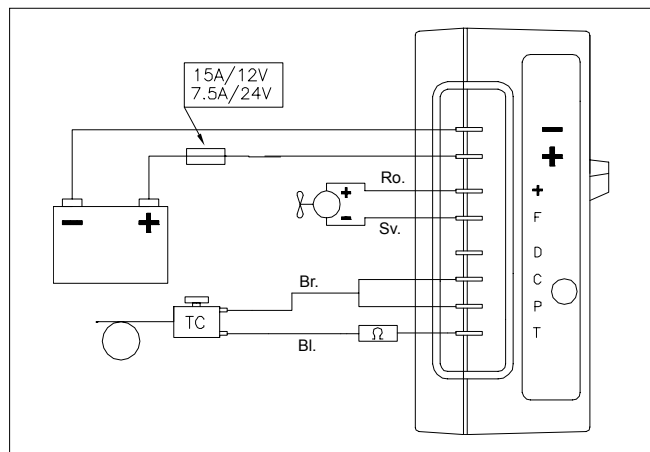 15A/12V
7.5A/24V
− +
+
−
Ro.
Sv.
TC
Br.
Bl.
Ω
−
+
+
F
D
C
P
T